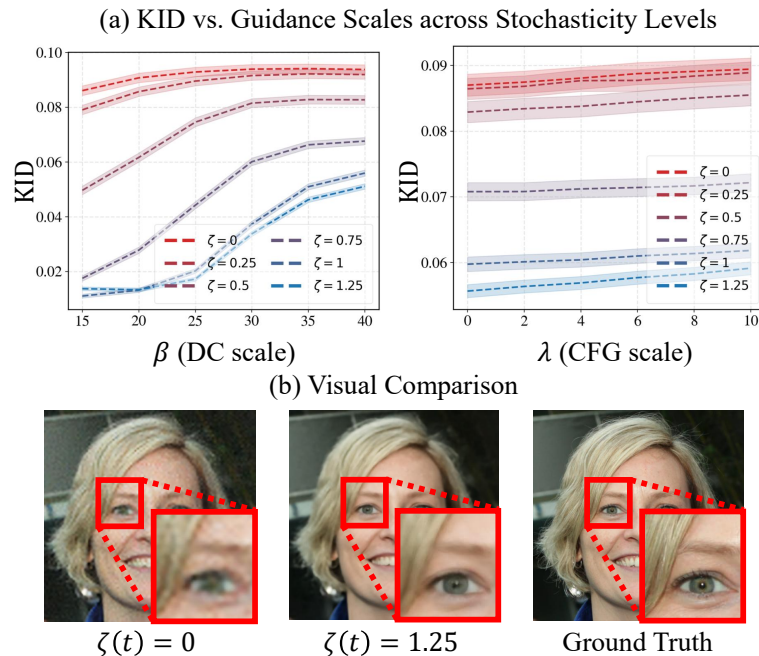 (a) KID vs. Guidance Scales across Stochasticity Levels
0.10
0.08
0.06
0.04
0.02
KID
15 20 25 30 35 40
β (DC scale)
ζ = 0
ζ = 0.25
ζ = 0.5
ζ = 0.75
ζ = 1
ζ = 1.25
0.09
0.08
0.07
0.06
KID
0 2 4 6 8 10
λ (CFG scale)
ζ = 0
ζ = 0.25
ζ = 0.5
ζ = 0.75
ζ = 1
ζ = 1.25
(b) Visual Comparison
ζ(t) = 0
ζ(t) = 1.25
Ground Truth